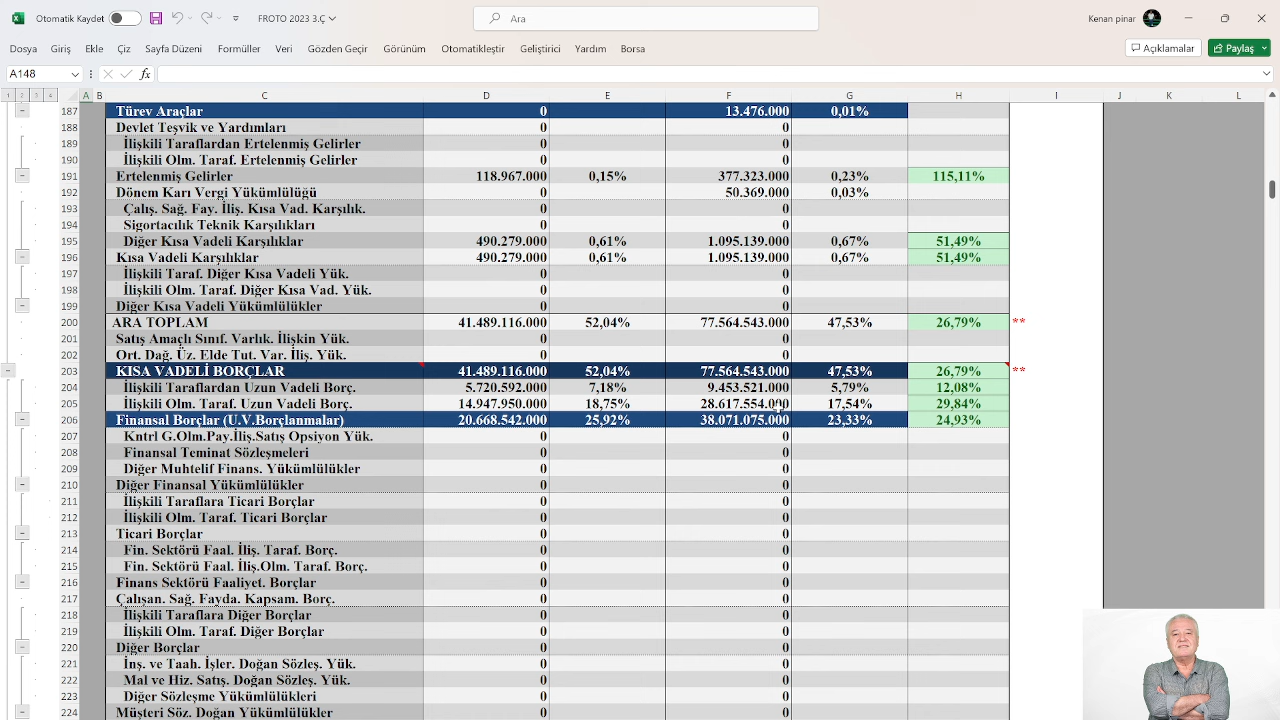 Otomatik Kaydet
FROTO 2023 3.Ç
Ara
Kenan pinar
Dosya Giriş Ekle Çiz Sayfa Düzeni Formüller Veri Gözden Geçir Görünüm Otomatikleştir Geliştirici Yardım Borsa
Açıklamalar Paylaş
A148 fx
1 2 3 4 A B C D E F G H I J K L
187 Türev Araçlar 0 13.476.000 0,01%
188 Devlet Teşvik ve Yardımları 0 0
189 İlişkili Taraflardan Ertelenmiş Gelirler 0 0
190 İlişkili Olm. Taraf. Ertelenmiş Gelirler 0 0
191 Ertelenmiş Gelirler 118.967.000 0,15% 377.323.000 0,23% 115,11%
192 Dönem Karı Vergi Yükümlülüğü 0 50.369.000 0,03%
193 Çalış. Sağ. Fay. İliş. Kısa Vad. Karşılık. 0 0
194 Sigortacılık Teknik Karşılıkları 0 0
195 Diğer Kısa Vadeli Karşılıklar 490.279.000 0,61% 1.095.139.000 0,67% 51,49%
196 Kısa Vadeli Karşılıklar 490.279.000 0,61% 1.095.139.000 0,67% 51,49%
197 İlişkili Taraf. Diğer Kısa Vadeli Yük. 0 0
198 İlişkili Olm. Taraf. Diğer Kısa Vad. Yük. 0 0
199 Diğer Kısa Vadeli Yükümlülükler 0 0
200 ARA TOPLAM 41.489.116.000 52,04% 77.564.543.000 47,53% 26,79% **
201 Satış Amaçlı Sınıf. Varlık. İlişkin Yük. 0 0
202 Ort. Dağ. Üz. Elde Tut. Var. İliş. Yük. 0 0
203 KISA VADELİ BORÇLAR 41.489.116.000 52,04% 77.564.543.000 47,53% 26,79% **
204 İlişkili Taraflardan Uzun Vadeli Borç. 5.720.592.000 7,18% 9.453.521.000 5,79% 12,08%
205 İlişkili Olm. Taraf. Uzun Vadeli Borç. 14.947.950.000 18,75% 28.617.554.000 17,54% 29,84%
206 Finansal Borçlar (U.V.Borçlanmalar) 20.668.542.000 25,92% 38.071.075.000 23,33% 24,93%
207 Kntrl G.Olm.Pay.İliş.Satış Opsiyon Yük. 0 0
208 Finansal Teminat Sözleşmeleri 0 0
209 Diğer Muhtelif Finans. Yükümlülükler 0 0
210 Diğer Finansal Yükümlülükler 0 0
211 İlişkili Taraflara Ticari Borçlar 0 0
212 İlişkili Olm. Taraf. Ticari Borçlar 0 0
213 Ticari Borçlar 0 0
214 Fin. Sektörü Faal. İliş. Taraf. Borç. 0 0
215 Fin. Sektörü Faal. İliş.Olm. Taraf. Borç. 0 0
216 Finans Sektörü Faaliyet. Borçlar 0 0
217 Çalışan. Sağ. Fayda. Kapsam. Borç. 0 0
218 İlişkili Taraflara Diğer Borçlar 0 0
219 İlişkili Olm. Taraf. Diğer Borçlar 0 0
220 Diğer Borçlar 0 0
221 İnş. ve Taah. İşler. Doğan Sözleş. Yük. 0 0
222 Mal ve Hiz. Satış. Doğan Sözleş. Yük. 0 0
223 Diğer Sözleşme Yükümlülükleri 0 0
224 Müşteri Söz. Doğan Yükümlülükler 0 0